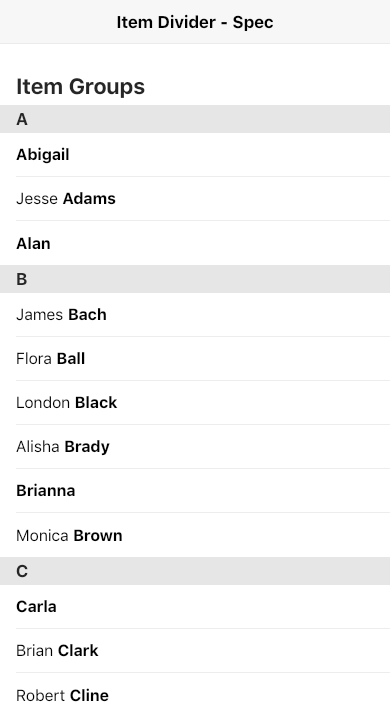 Item Divider - Spec
Item Groups
A
Abigail
Jesse Adams
Alan
B
James Bach
Flora Ball
London Black
Alisha Brady
Brianna
Monica Brown
C
Carla
Brian Clark
Robert Cline